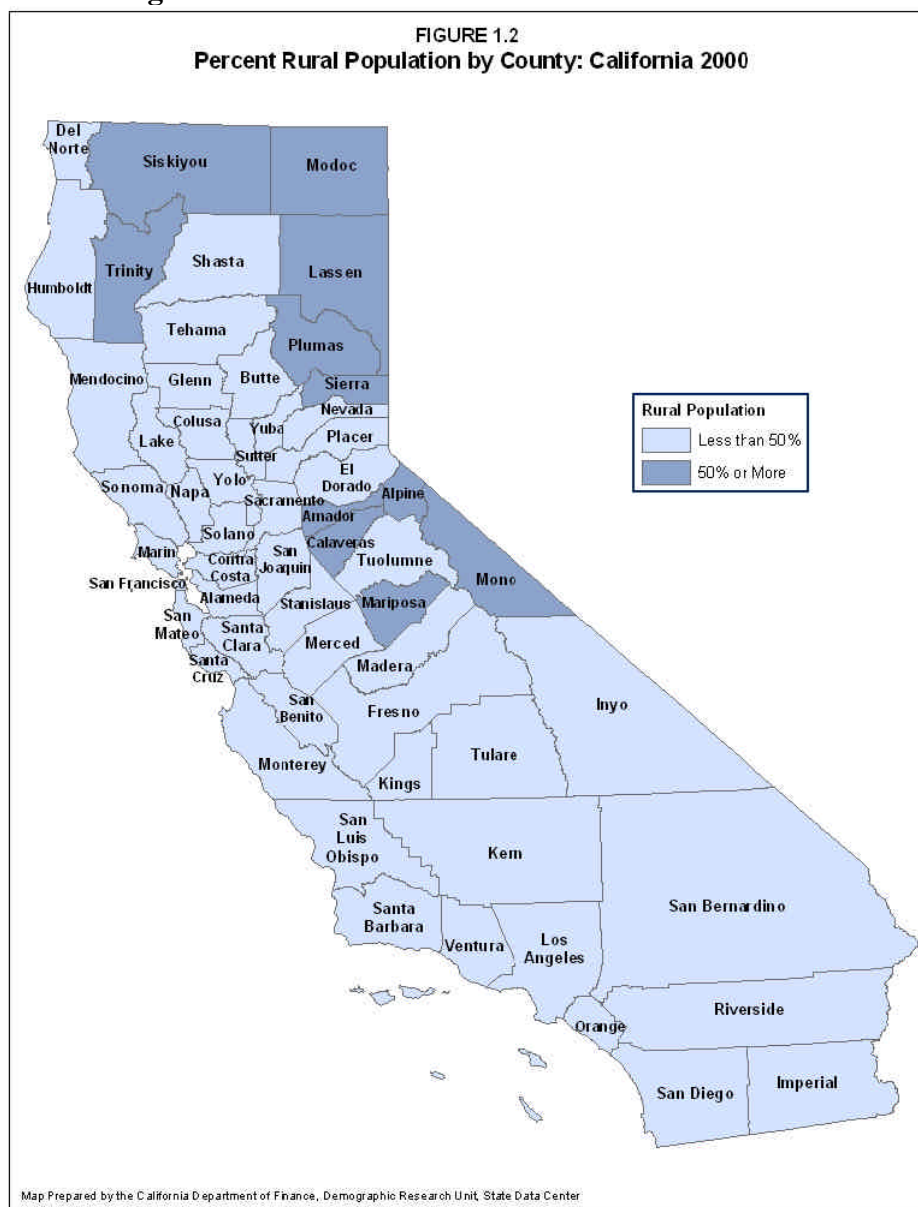 FIGURE 1.2
Percent Rural Population by County: California 2000
Del
Norte
Siskiyou
Modoc
Trinity
Shasta
Lassen
Humboldt
Tehama
Plumas
Mendocino
Glenn
Butte
Sierra
Nevada
Colusa
Yuba
Placer
Lake
Sutter
El
Dorado
Sonoma
Napa
Yolo
Sacramento
Alpine
Amador
Solano
Calaveras
Marin
Contra
Costa
San
Joaquin
Tuolumne
Mono
San Francisco
Alameda
Stanislaus
Mariposa
San
Mateo
Santa
Clara
Merced
Santa
Cruz
Madera
San
Benito
Fresno
Inyo
Monterey
Kings
Tulare
San
Luis
Obispo
Kern
San Bernardino
Santa
Barbara
Ventura
Los
Angeles
Orange
Riverside
San Diego
Imperial
Rural Population
Less than 50%
50% or More
Map Prepared by the California Department of Finance, Demographic Research Unit, State Data Center